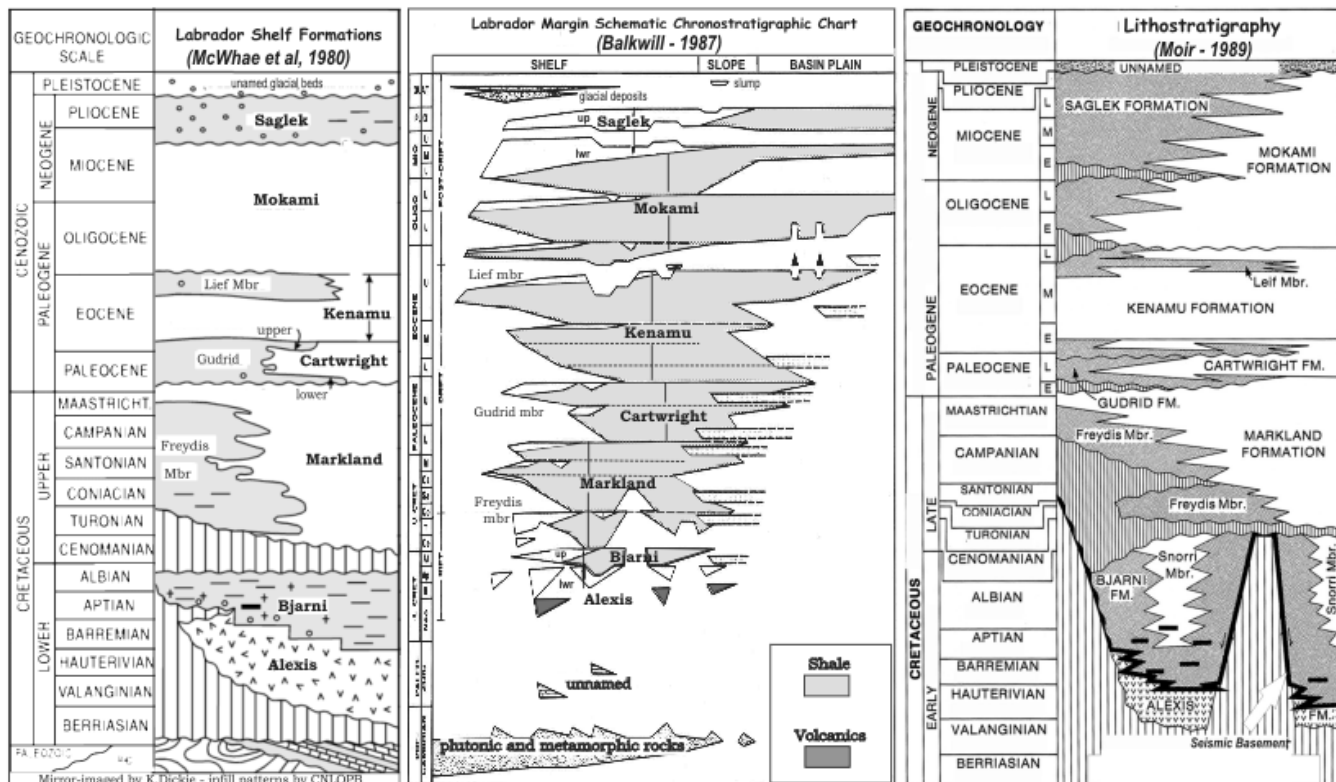 GEOCHRONOLOGIC
SCALE
Labrador Shelf Formations
(McWhae et al, 1980)
CENOZOIC
NEOGENE
PALEOGENE
PLEISTOCENE
PLIOCENE
MIOCENE
OLIGOCENE
EOCENE
PALEOCENE
CRETACEOUS
UPPER
LOWER
MAASTRICHT.
CAMPANIAN
SANTONIAN
CONIACIAN
TURONIAN
CENOMANIAN
ALBIAN
APTIAN
BARREMIAN
HAUTERIVIAN
VALANGINIAN
BERRIASIAN
unamed glacial beds
Saglek
Mokami
Lief Mbr
Kenamu
upper
Gudrid
Cartwright
lower
Freydis
Mbr
Markland
Bjarni
Alexis
Mirror-imaged by K Dickie - infill patterns by CNLOPB
Labrador Margin Schematic Chronostratigraphic Chart
(Balkwill - 1987)
SHELF
SLOPE
BASIN PLAIN
slump
glacial deposits
up
Saglek
lwr
Mokami
Lief mbr
Kenamu
Gudrid mbr
Cartwright
Markland
Freydis
mbr
up
Bjarni
lwr
Alexis
unnamed
plutonic and metamorphic rocks
Shale
Volcanics
GEOCHRONOLOGY
Lithostratigraphy
(Moir - 1989)
NEOGENE
PALEOGENE
PLEISTOCENE
PLIOCENE
L
MIOCENE
M
E
OLIGOCENE
L
E
EOCENE
L
M
E
PALEOCENE
L
E
CRETACEOUS
LATE
EARLY
MAASTRICHTIAN
CAMPANIAN
SANTONIAN
CONIACIAN
TURONIAN
CENOMANIAN
ALBIAN
APTIAN
BARREMIAN
HAUTERIVIAN
VALANGINIAN
BERRIASIAN
UNNAMED
SAGLEK FORMATION
MOKAMI
FORMATION
Leif Mbr.
KENAMU FORMATION
CARTWRIGHT FM.
GUDRID FM.
Freydis Mbr.
MARKLAND
FORMATION
Freydis Mbr.
Snorri
Mbr.
BJARNI
FM.
Snorri Mbr.
ALEXIS
FM.
Seismic Basement